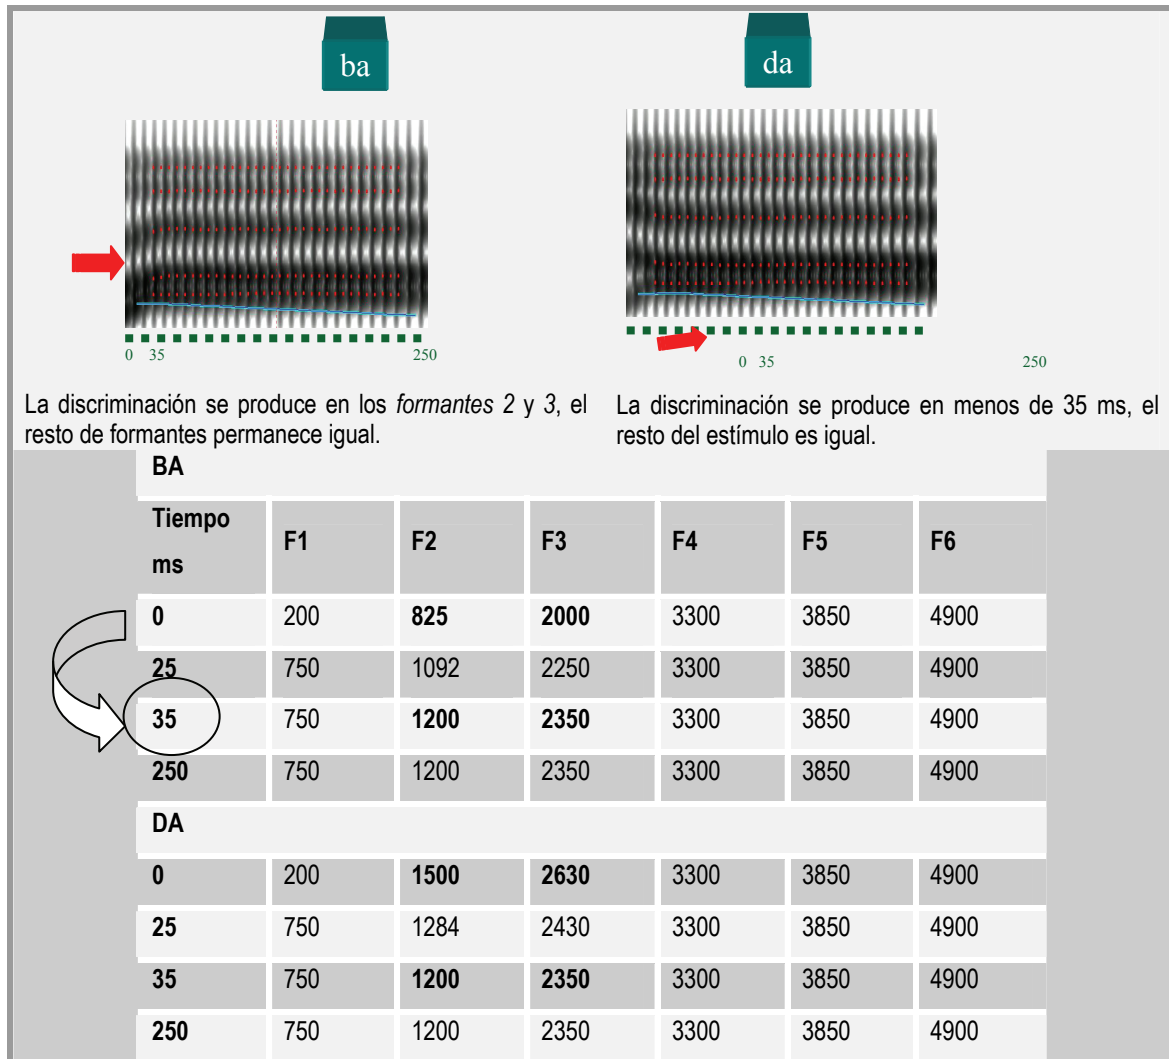 ba
da
0 35 250
0 35 250
La discriminación se produce en los formantes 2 y 3, el
resto de formantes permanece igual.
La discriminación se produce en menos de 35 ms, el
resto del estímulo es igual.
BA
Tiempo
ms
F1 F2 F3 F4 F5 F6
0 200 825 2000 3300 3850 4900
25 750 1092 2250 3300 3850 4900
35 750 1200 2350 3300 3850 4900
250 750 1200 2350 3300 3850 4900
DA
0 200 1500 2630 3300 3850 4900
25 750 1284 2430 3300 3850 4900
35 750 1200 2350 3300 3850 4900
250 750 1200 2350 3300 3850 4900